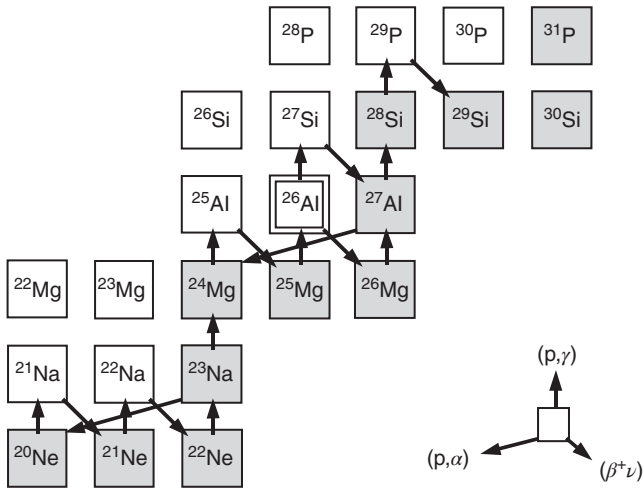 ²⁸P ²⁹P ³⁰P ³¹P
²⁶Si ²⁷Si ²⁸Si ²⁹Si ³⁰Si
²⁵Al ²⁶Al ²⁷Al
²²Mg ²³Mg ²⁴Mg ²⁵Mg ²⁶Mg
²¹Na ²²Na ²³Na
²⁰Ne ²¹Ne ²²Ne
(p,γ)
(p,α) (β⁺ν)